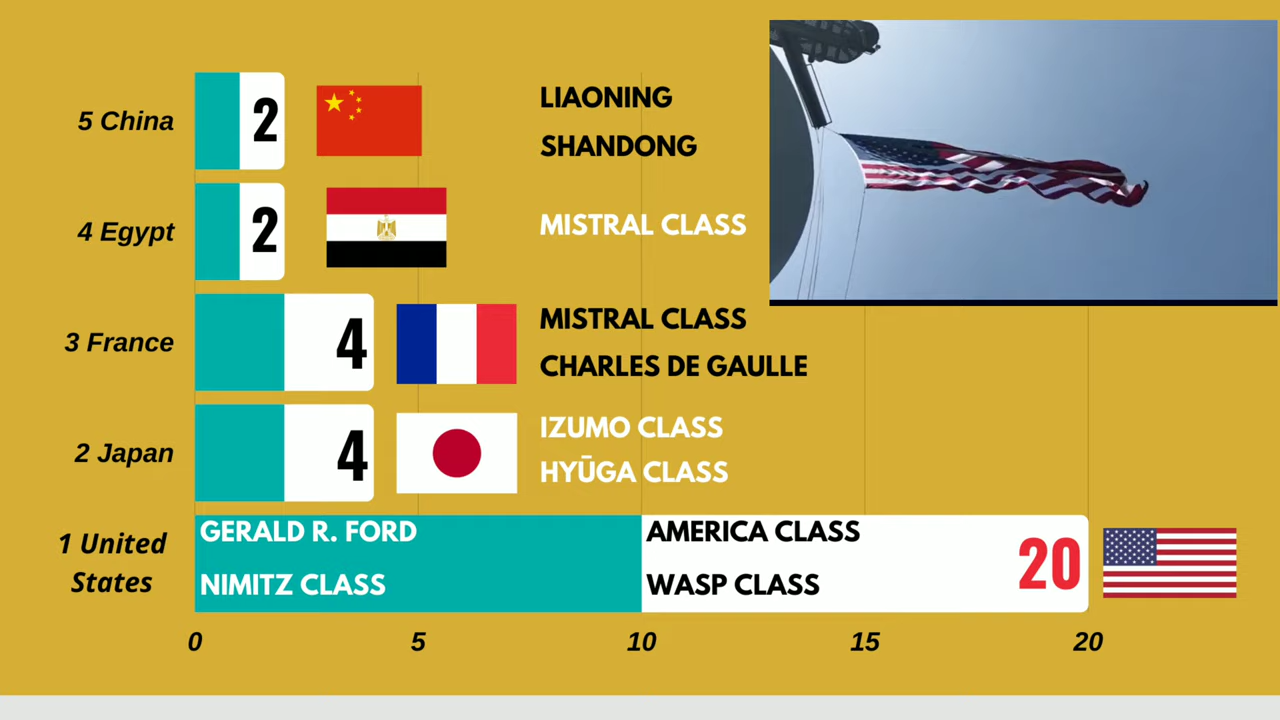 5 China
2
LIAONING
SHANDONG
4 Egypt
2
MISTRAL CLASS
3 France
4
MISTRAL CLASS
CHARLES DE GAULLE
2 Japan
4
IZUMO CLASS
HYŪGA CLASS
1 United
States
GERALD R. FORD
NIMITZ CLASS
AMERICA CLASS
WASP CLASS
20
0 5 10 15 20